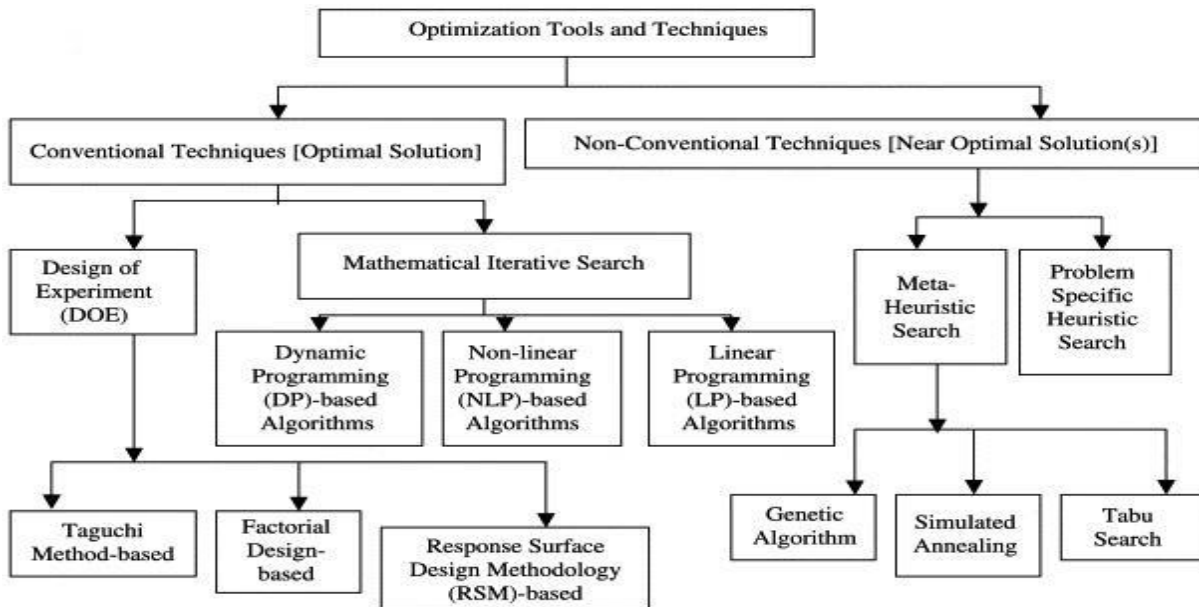 Optimization Tools and Techniques
Conventional Techniques [Optimal Solution]
Non-Conventional Techniques [Near Optimal Solution(s)]
Design of
Experiment
(DOE)
Mathematical Iterative Search
Meta-
Heuristic
Search
Problem
Specific
Heuristic
Search
Dynamic
Programming
(DP)-based
Algorithms
Non-linear
Programming
(NLP)-based
Algorithms
Linear
Programming
(LP)-based
Algorithms
Taguchi
Method-based
Factorial
Design-
based
Response Surface
Design Methodology
(RSM)-based
Genetic
Algorithm
Simulated
Annealing
Tabu
Search